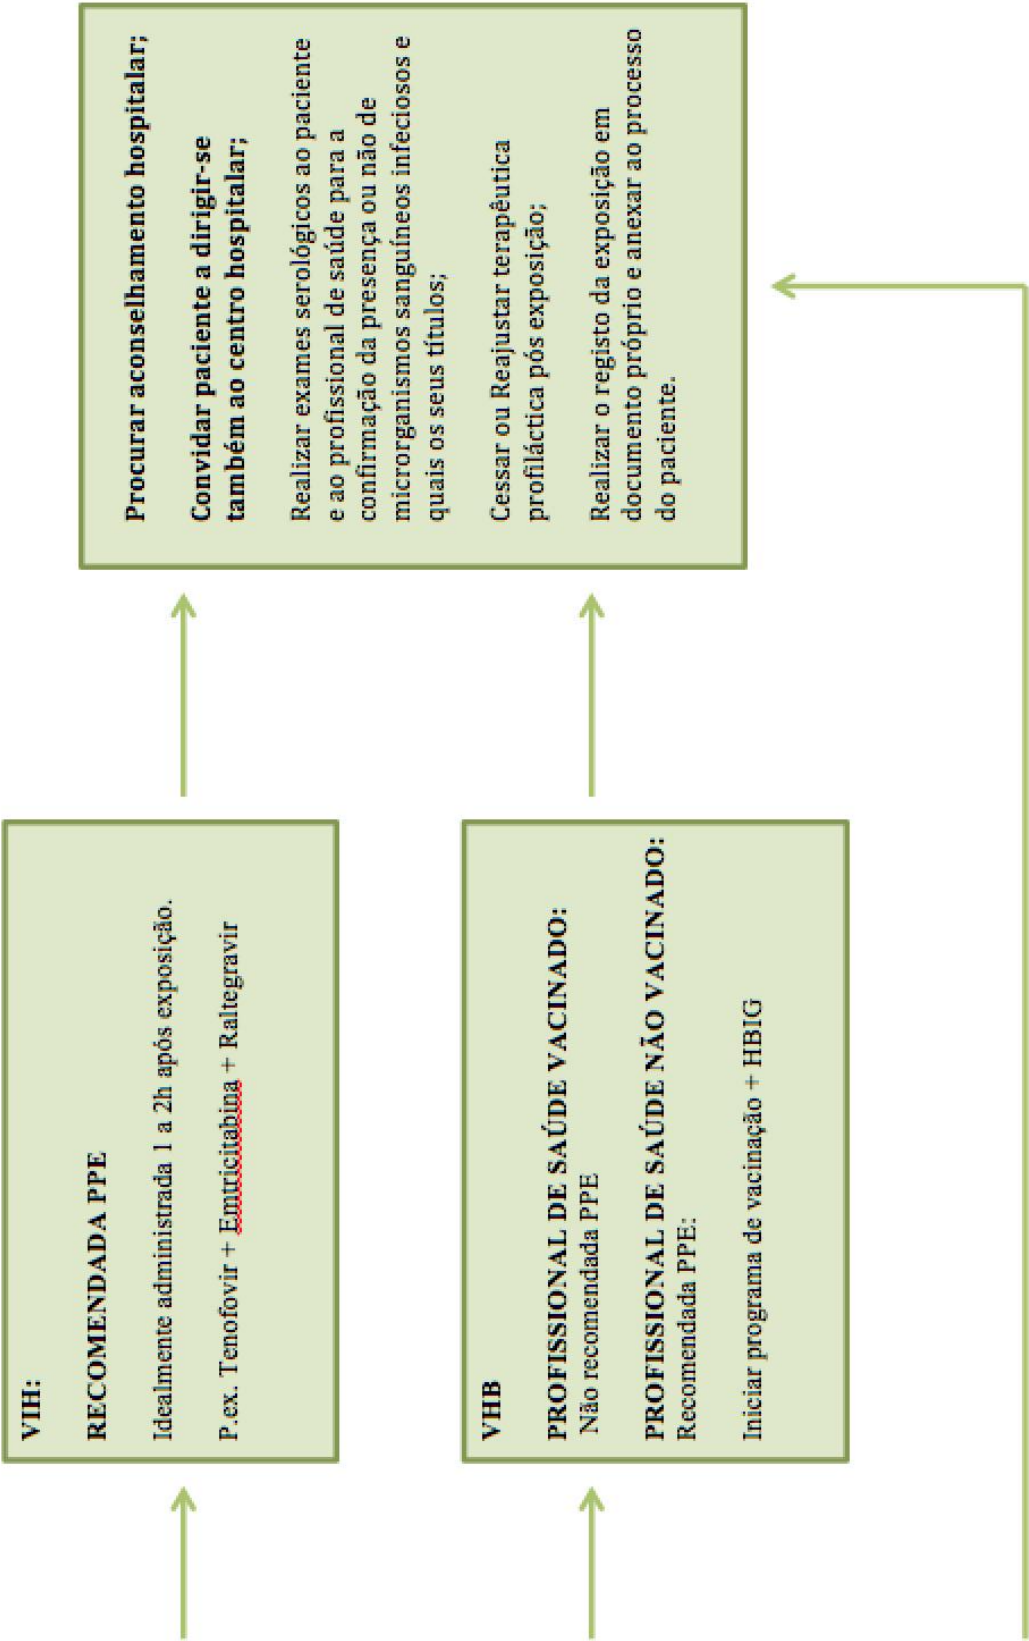 VIH:
RECOMENDADA PPE
Idealmente administrada 1 a 2h após exposição.
P.ex. Tenofovir + Emtricitabina + Raltegravir
VHB
PROFISSIONAL DE SAÚDE VACINADO:
Não recomendada PPE
PROFISSIONAL DE SAÚDE NÃO VACINADO:
Recomendada PPE:
Iniciar programa de vacinação + HBIG
Procurar aconselhamento hospitalar;
Convidar paciente a dirigir-se
também ao centro hospitalar;
Realizar exames serológicos ao paciente
e ao profissional de saúde para a
confirmação da presença ou não de
microrganismos sanguíneos infeciosos e
quais os seus títulos;
Cessar ou Reajustar terapêutica
profiláctica pós exposição;
Realizar o registo da exposição em
documento próprio e anexar ao processo
do paciente.